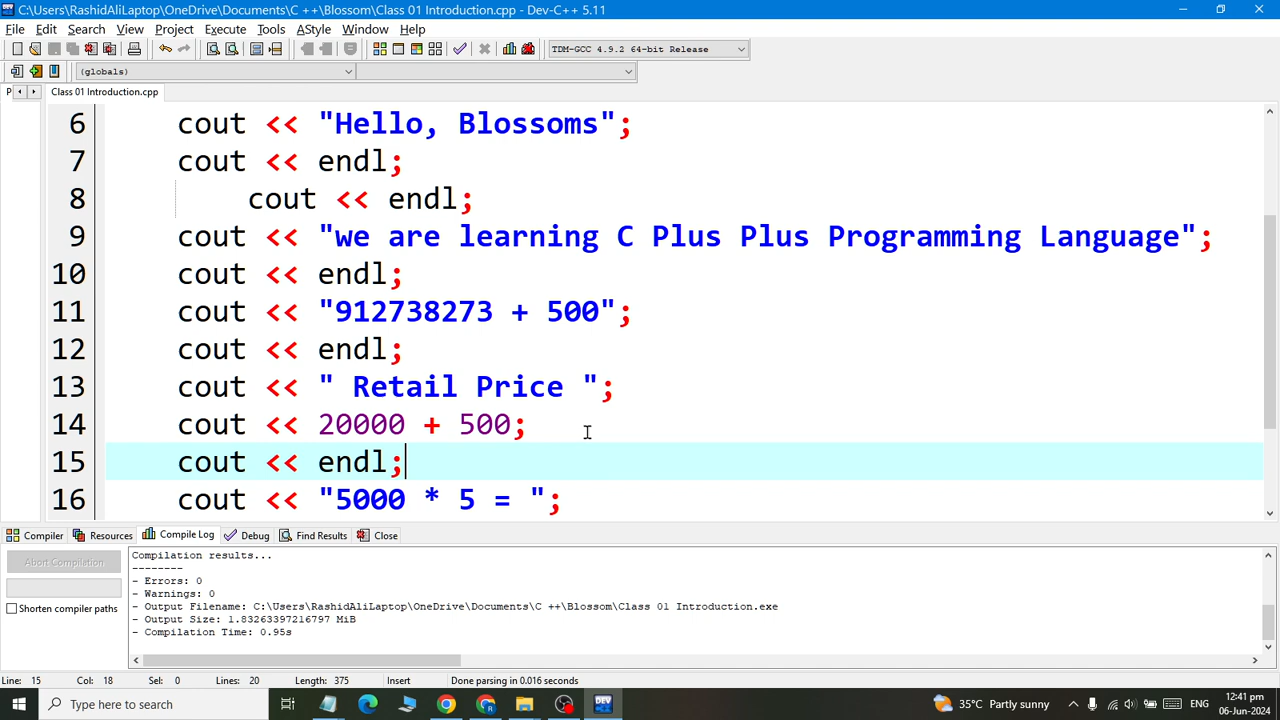 C:\Users\RashidAliLaptop\OneDrive\Documents\C ++\Blossom\Class 01 Introduction.cpp - Dev-C++ 5.11
File Edit Search View Project Execute Tools AStyle Window Help
TDM-GCC 4.9.2 64-bit Release
(globals)
P Class 01 Introduction.cpp
6 cout << "Hello, Blossoms";
7 cout << endl;
8 cout << endl;
9 cout << "we are learning C Plus Plus Programming Language";
10 cout << endl;
11 cout << "912738273 + 500";
12 cout << endl;
13 cout << " Retail Price ";
14 cout << 20000 + 500;
15 cout << endl;
16 cout << "5000 * 5 = ";
Compiler Resources Compile Log Debug Find Results Close
Abort Compilation
Shorten compiler paths
Compilation results...
--------
- Errors: 0
- Warnings: 0
- Output Filename: C:\Users\RashidAliLaptop\OneDrive\Documents\C ++\Blossom\Class 01 Introduction.exe
- Output Size: 1.83263397216797 MiB
- Compilation Time: 0.95s
Line: 15 Col: 18 Sel: 0 Lines: 20 Length: 375 Insert Done parsing in 0.016 seconds
Type here to search
DEV
35°C Partly sunny
ENG
12:41 pm
06-Jun-2024